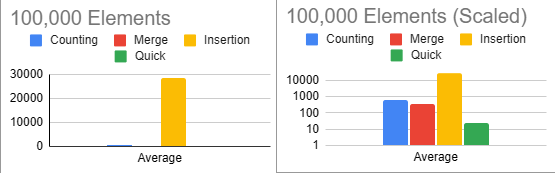 100,000 Elements
Counting Merge Insertion
Quick
30000
20000
10000
0
Average
100,000 Elements (Scaled)
Counting Merge Insertion
Quick
10000
1000
100
10
1
Average